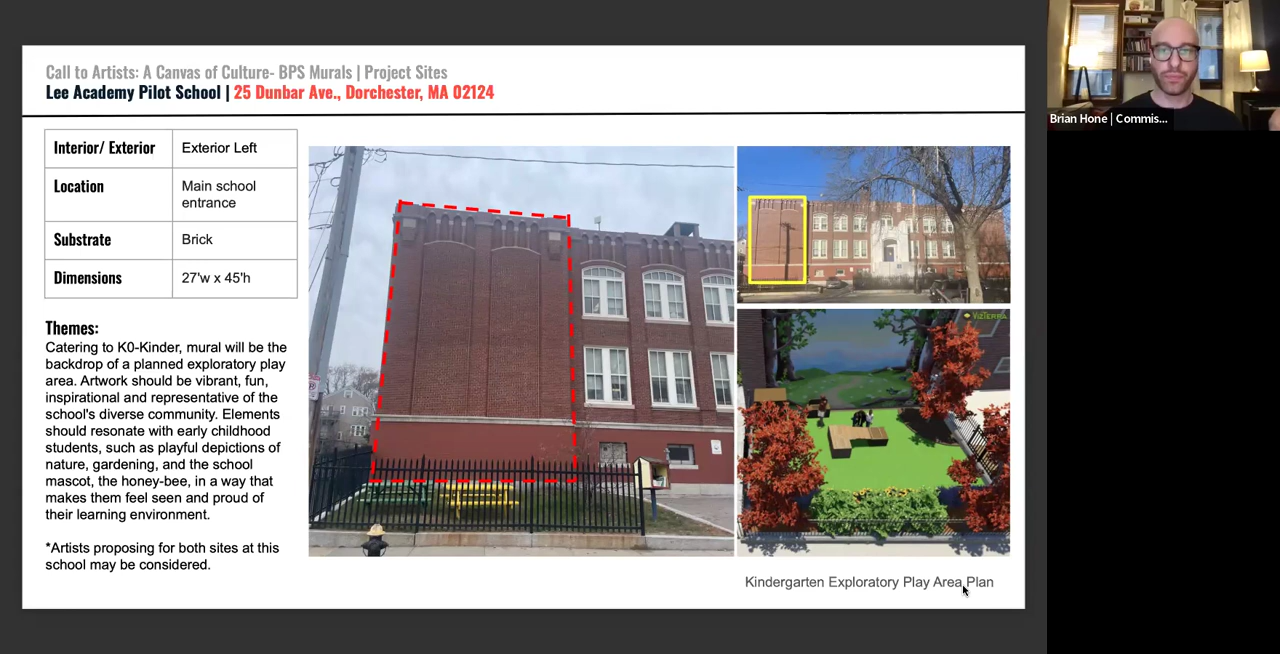 Call to Artists: A Canvas of Culture- BPS Murals | Project Sites
Lee Academy Pilot School | 25 Dunbar Ave., Dorchester, MA 02124
Interior/ Exterior
Exterior Left
Location
Main school
entrance
Substrate
Brick
Dimensions
27'w x 45'h
Themes:
Catering to K0-Kinder, mural will be the
backdrop of a planned exploratory play
area. Artwork should be vibrant, fun,
inspirational and representative of the
school's diverse community. Elements
should resonate with early childhood
students, such as playful depictions of
nature, gardening, and the school
mascot, the honey-bee, in a way that
makes them feel seen and proud of
their learning environment.
*Artists proposing for both sites at this
school may be considered.
VIZTERRA
Kindergarten Exploratory Play Area Plan
Brian Hone | Commis...